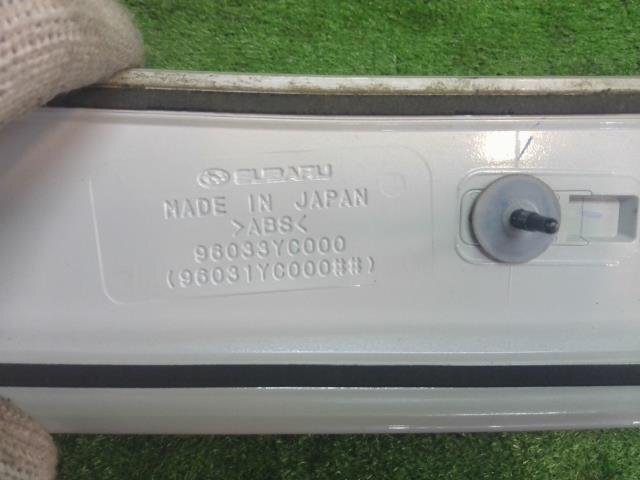 SUBARU
MADE IN JAPAN
>ABS<
96033YC000
(96031YC000##)